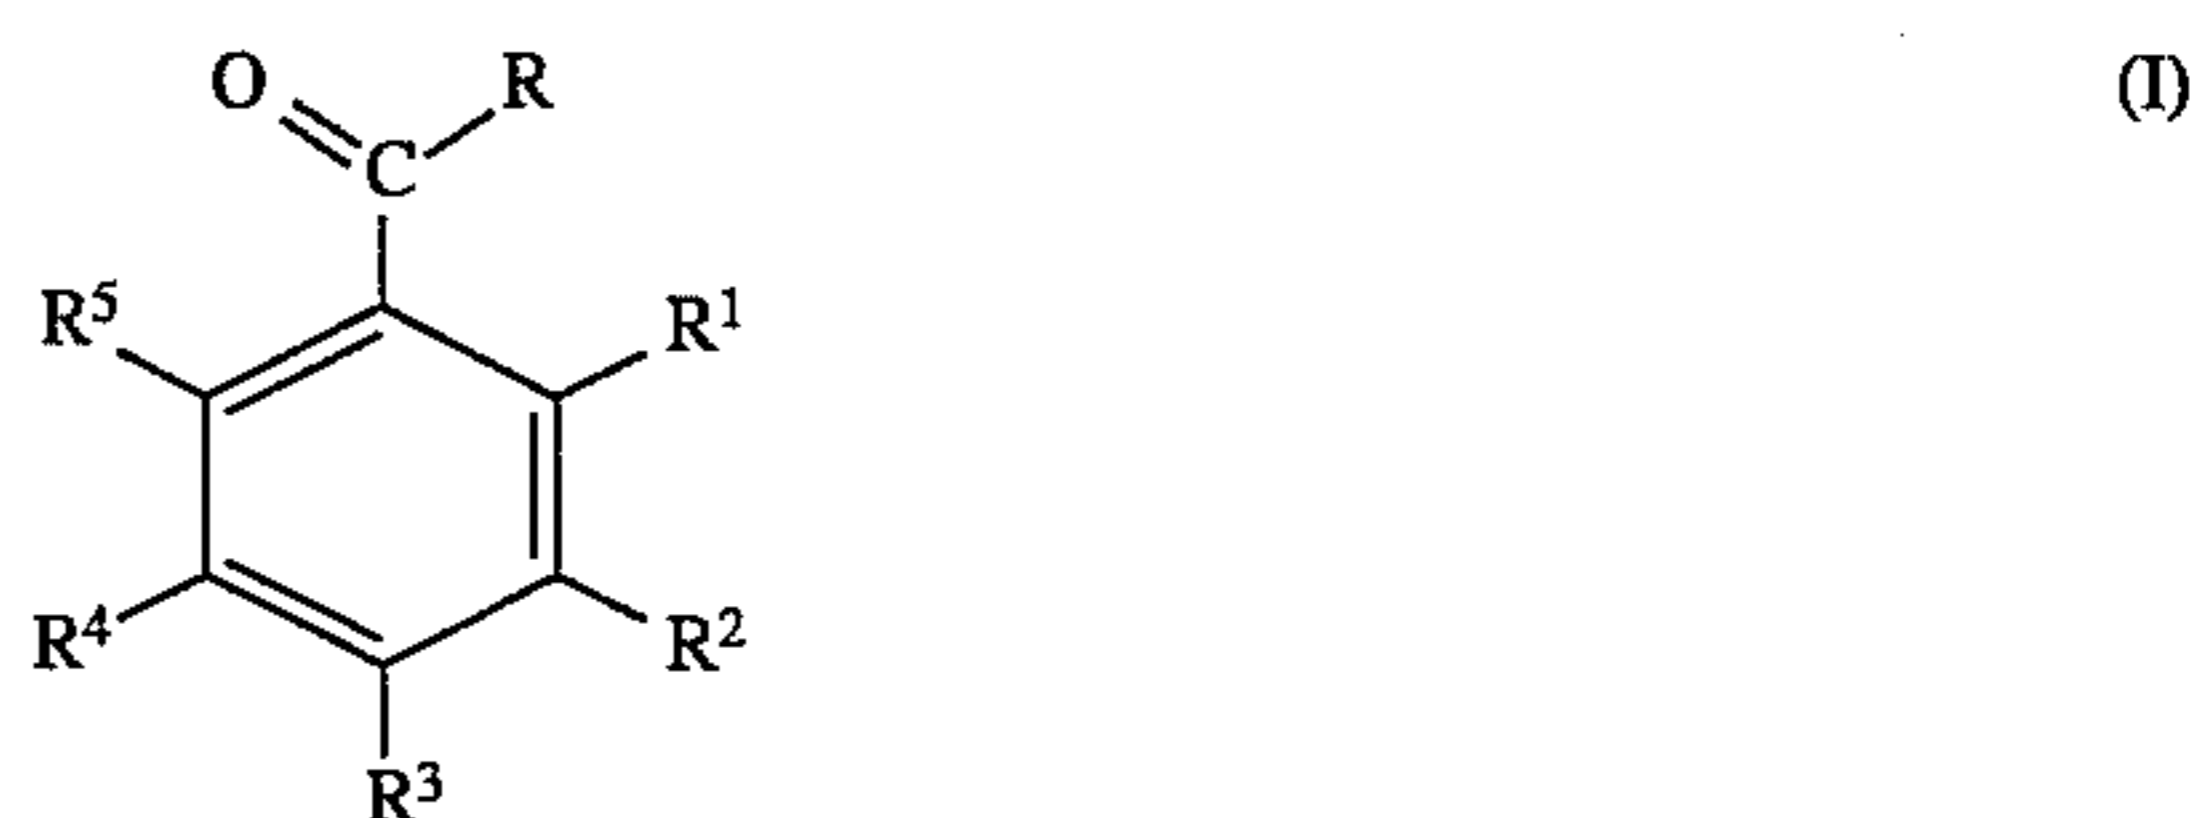 O R (I)
C
R⁵ R¹
R⁴ R²
R³